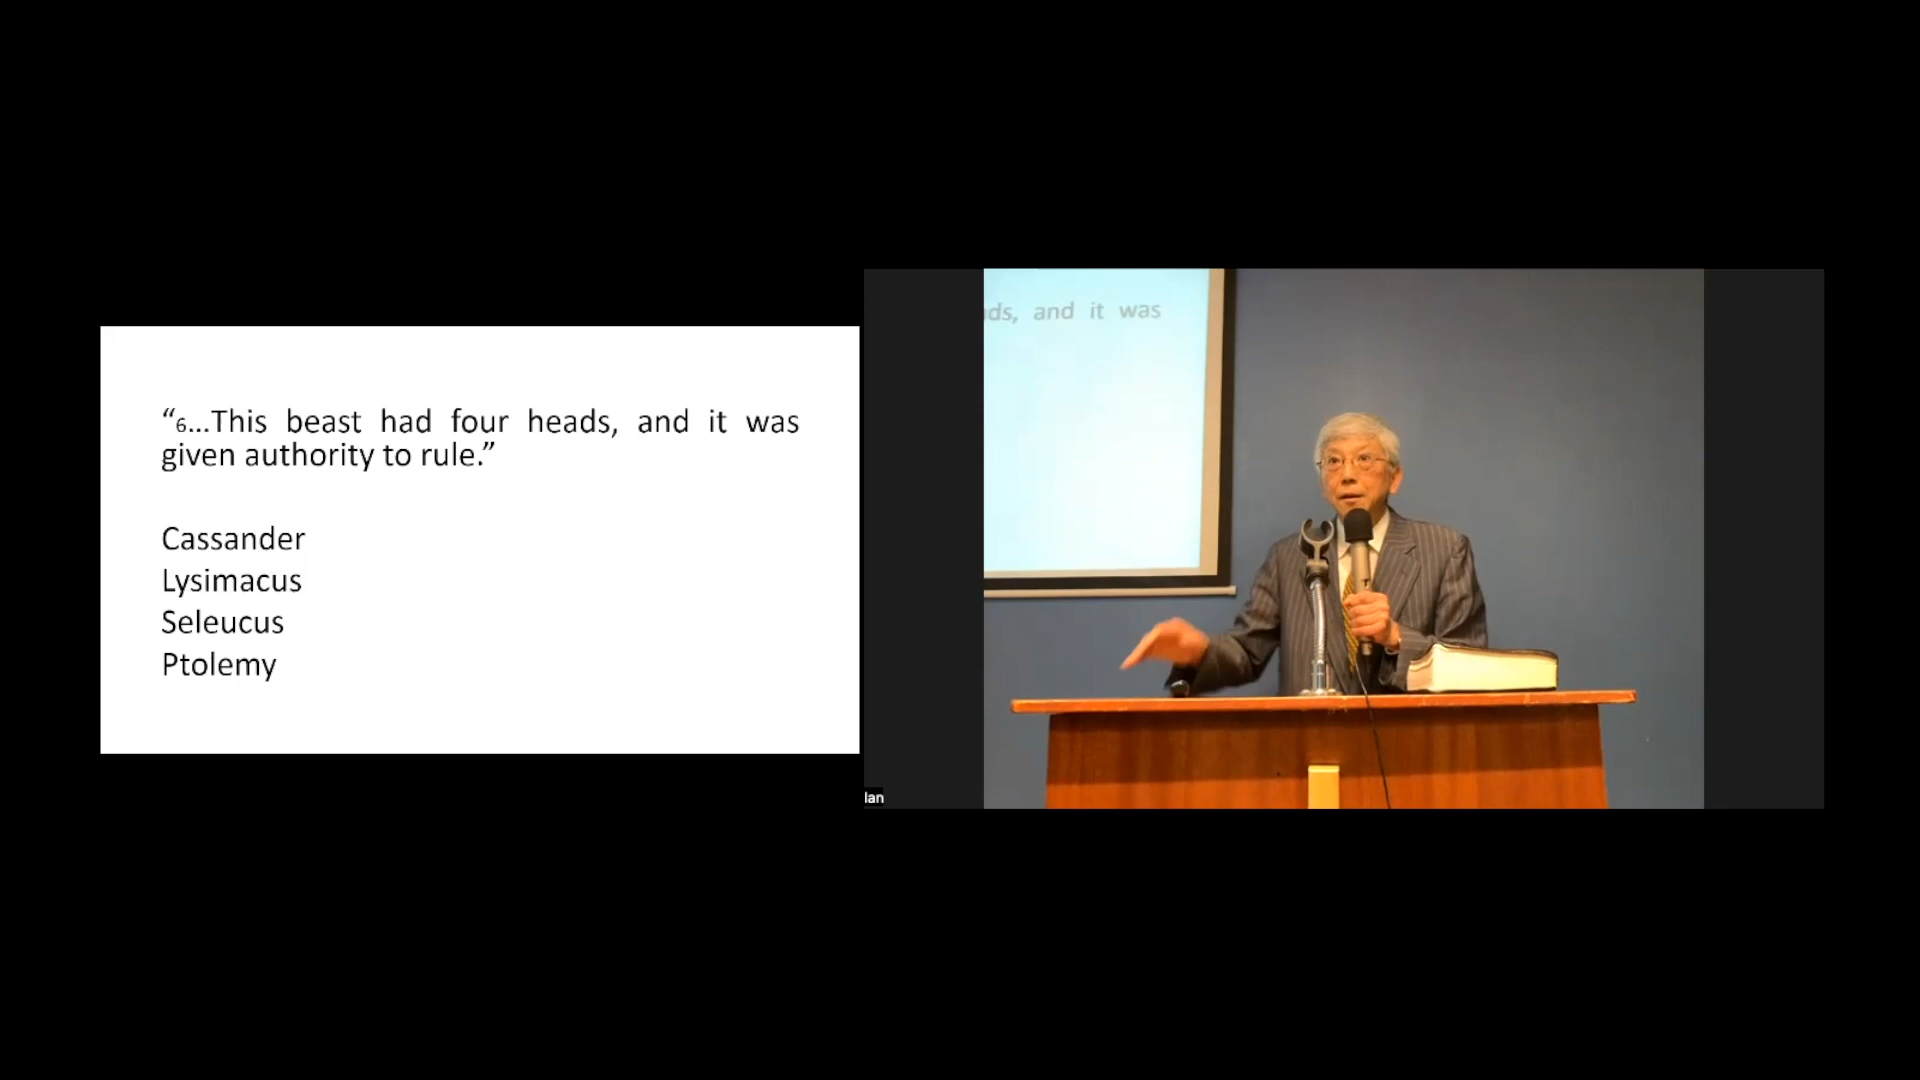 “6...This beast had four heads, and it was
given authority to rule.”
Cassander
Lysimacus
Seleucus
Ptolemy
ds, and it was
lan